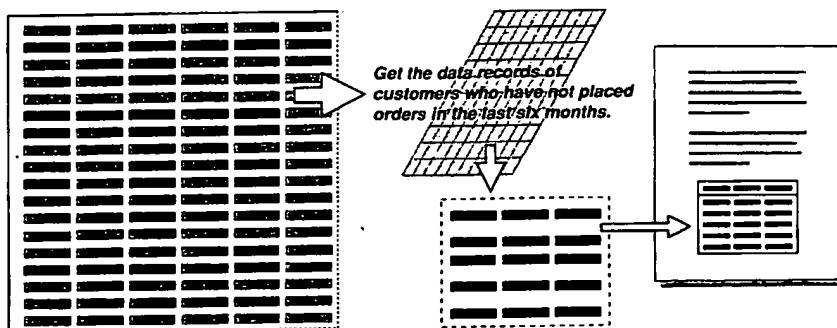 Get the data records of
customers who have not placed
orders in the last six months.